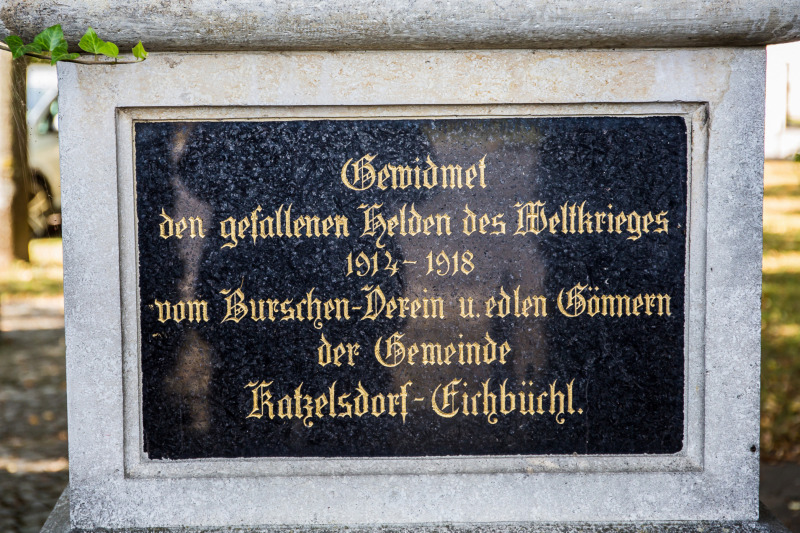 Gewidmet
den gefallenen Helden des Weltkrieges
1914 - 1918
vom Burschen-Verein u. edlen Gönnern
der Gemeinde
Katzelsdorf - Eichbüchl.